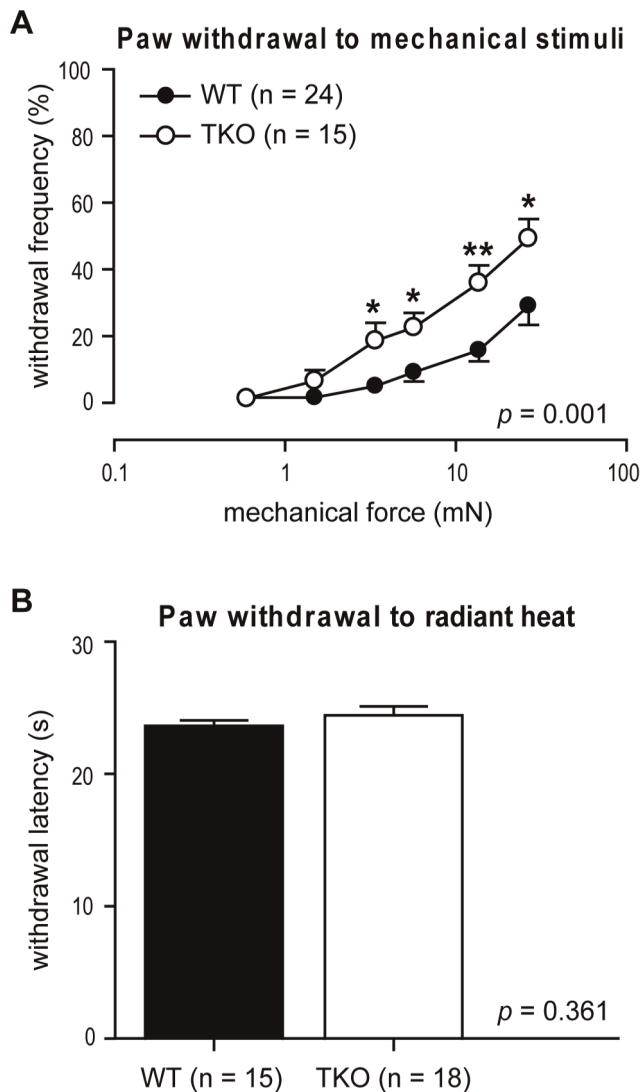 A
Paw withdrawal to mechanical stimuli
WT (n = 24)
TKO (n = 15)
withdrawal frequency (%)
100
80
60
40
20
0
*
*
**
*
p = 0.001
0.1
1
10
100
mechanical force (mN)
B
Paw withdrawal to radiant heat
withdrawal latency (s)
30
20
10
0
p = 0.361
WT (n = 15)
TKO (n = 18)